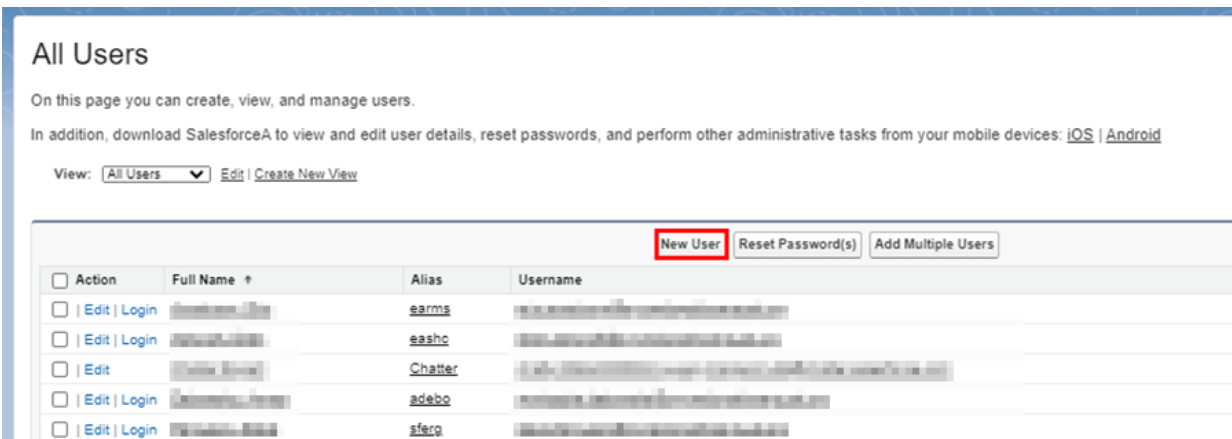 All Users
On this page you can create, view, and manage users.
In addition, download SalesforceA to view and edit user details, reset passwords, and perform other administrative tasks from your mobile devices: iOS | Android
View: All Users Edit | Create New View
New User Reset Password(s) Add Multiple Users
Action Full Name ↑ Alias Username
| Edit | Login earms
| Edit | Login eashc
| Edit Chatter
| Edit | Login adebo
| Edit | Login sferg